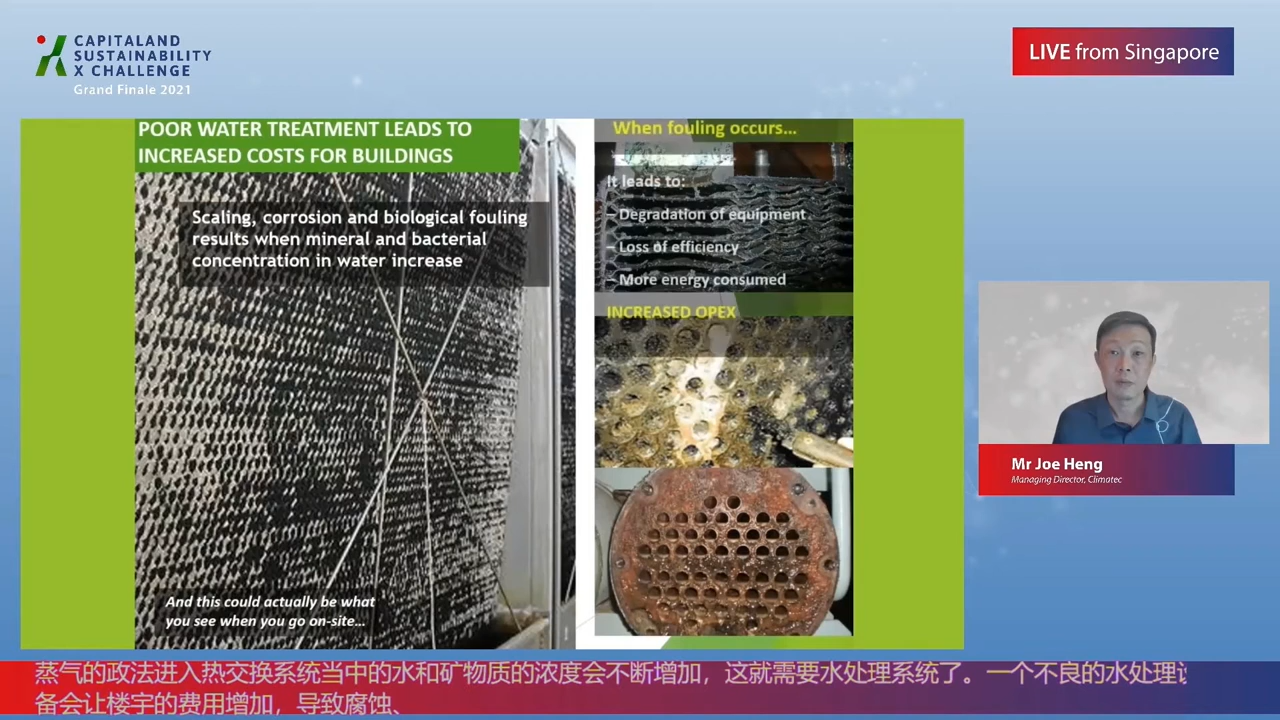 CAPITALAND
SUSTAINABILITY
X CHALLENGE
Grand Finale 2021
LIVE from Singapore
POOR WATER TREATMENT LEADS TO
INCREASED COSTS FOR BUILDINGS
Scaling, corrosion and biological fouling
results when mineral and bacterial
concentration in water increase
And this could actually be what
you see when you go on-site...
When fouling occurs...
It leads to:
– Degradation of equipment
– Loss of efficiency
– More energy consumed
INCREASED OPEX
Mr Joe Heng
Managing Director, Climatec
蒸气的政法进入热交换系统当中的水和矿物质的浓度会不断增加，这就需要水处理系统了。一个不良的水处理设
备会让楼宇的费用增加，导致腐蚀、